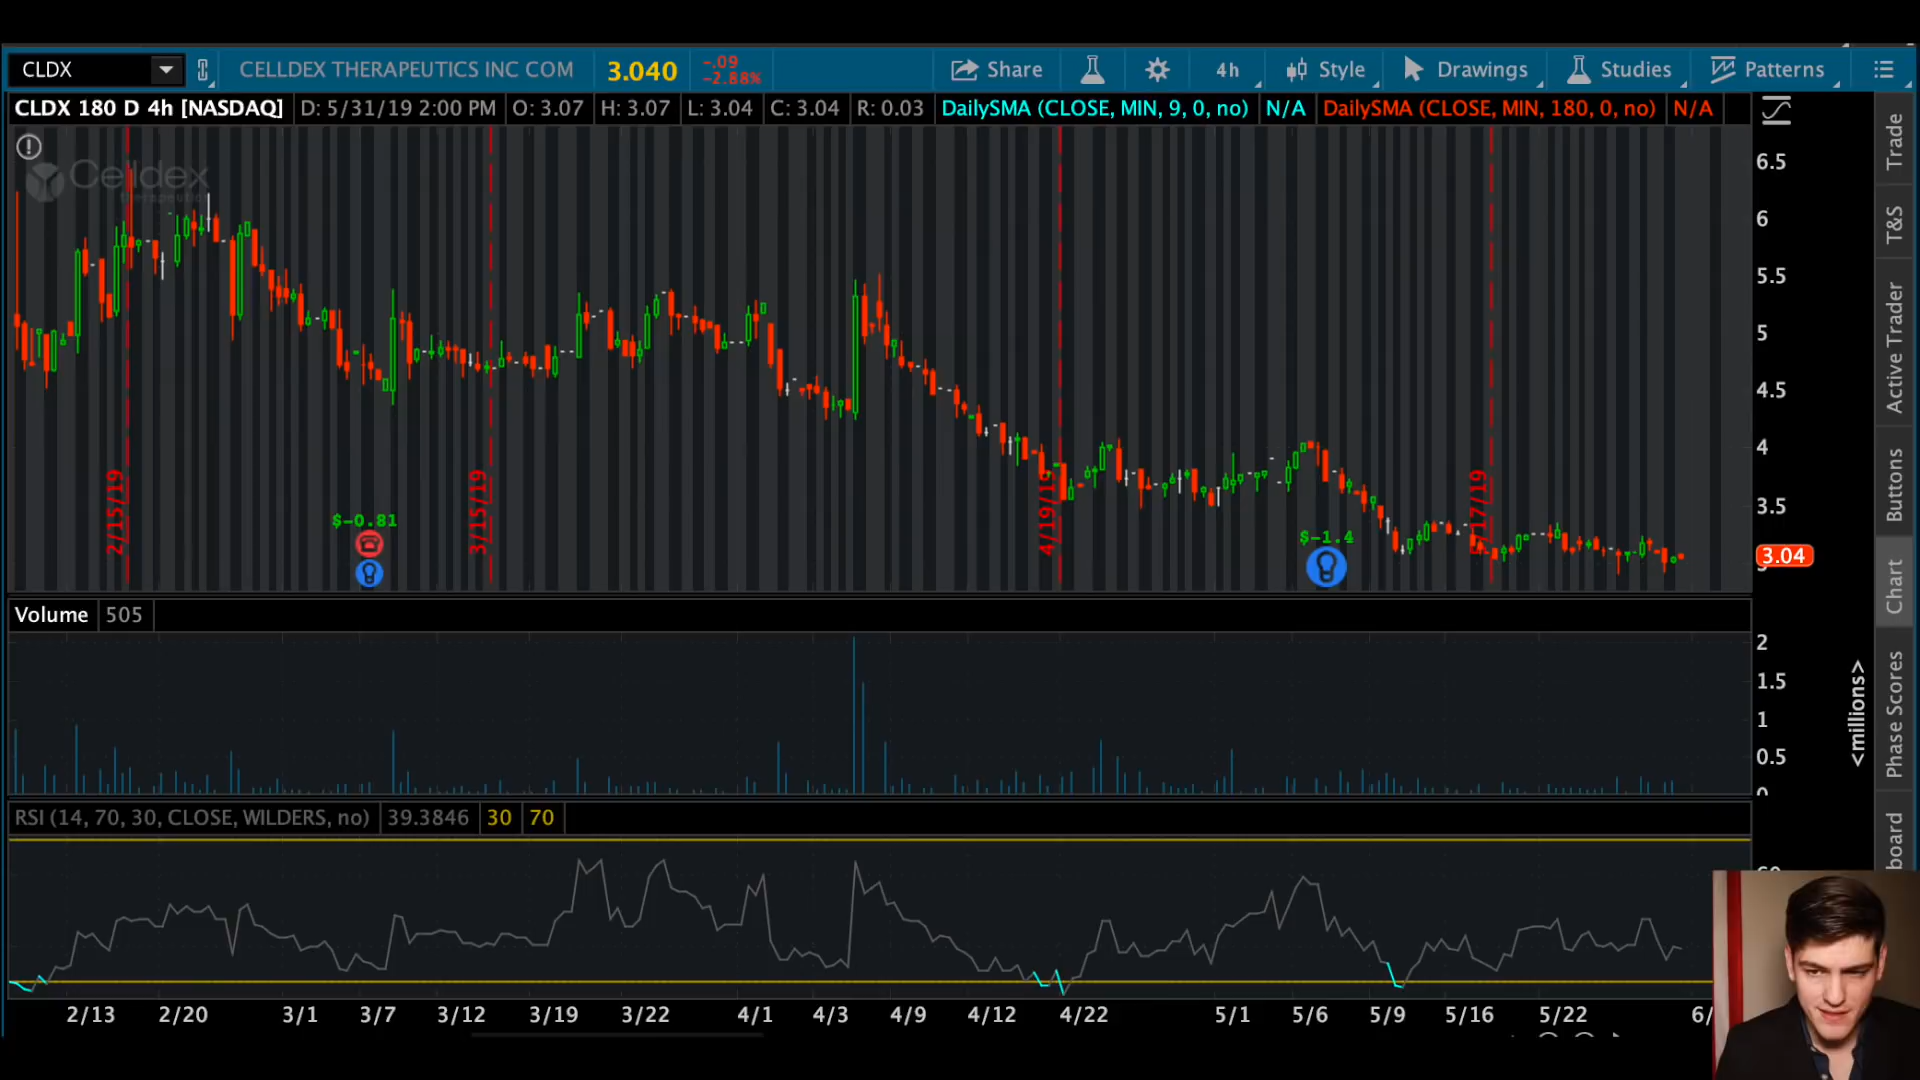 CLDX CELLDEX THERAPEUTICS INC COM 3.040 -.09 -2.88% Share 4h Style Drawings Studies Patterns
CLDX 180 D 4h [NASDAQ] D: 5/31/19 2:00 PM O: 3.07 H: 3.07 L: 3.04 C: 3.04 R: 0.03 DailySMA (CLOSE, MIN, 9, 0, no) N/A DailySMA (CLOSE, MIN, 180, 0, no) N/A
Celldex
therapeutics
6.5
6
5.5
5
4.5
4
3.5
3.04
2/15/19
3/15/19
4/19/19
$-0.81
$-1.4
Volume 505
2
1.5
1
0.5
0
<millions>
RSI (14, 70, 30, CLOSE, WILDERS, no) 39.3846 30 70
2/13 2/20 3/1 3/7 3/12 3/19 3/22 4/1 4/3 4/9 4/12 4/22 5/1 5/6 5/9 5/16 5/22
Trade
T&S
Active Trader
Buttons
Chart
Phase Scores